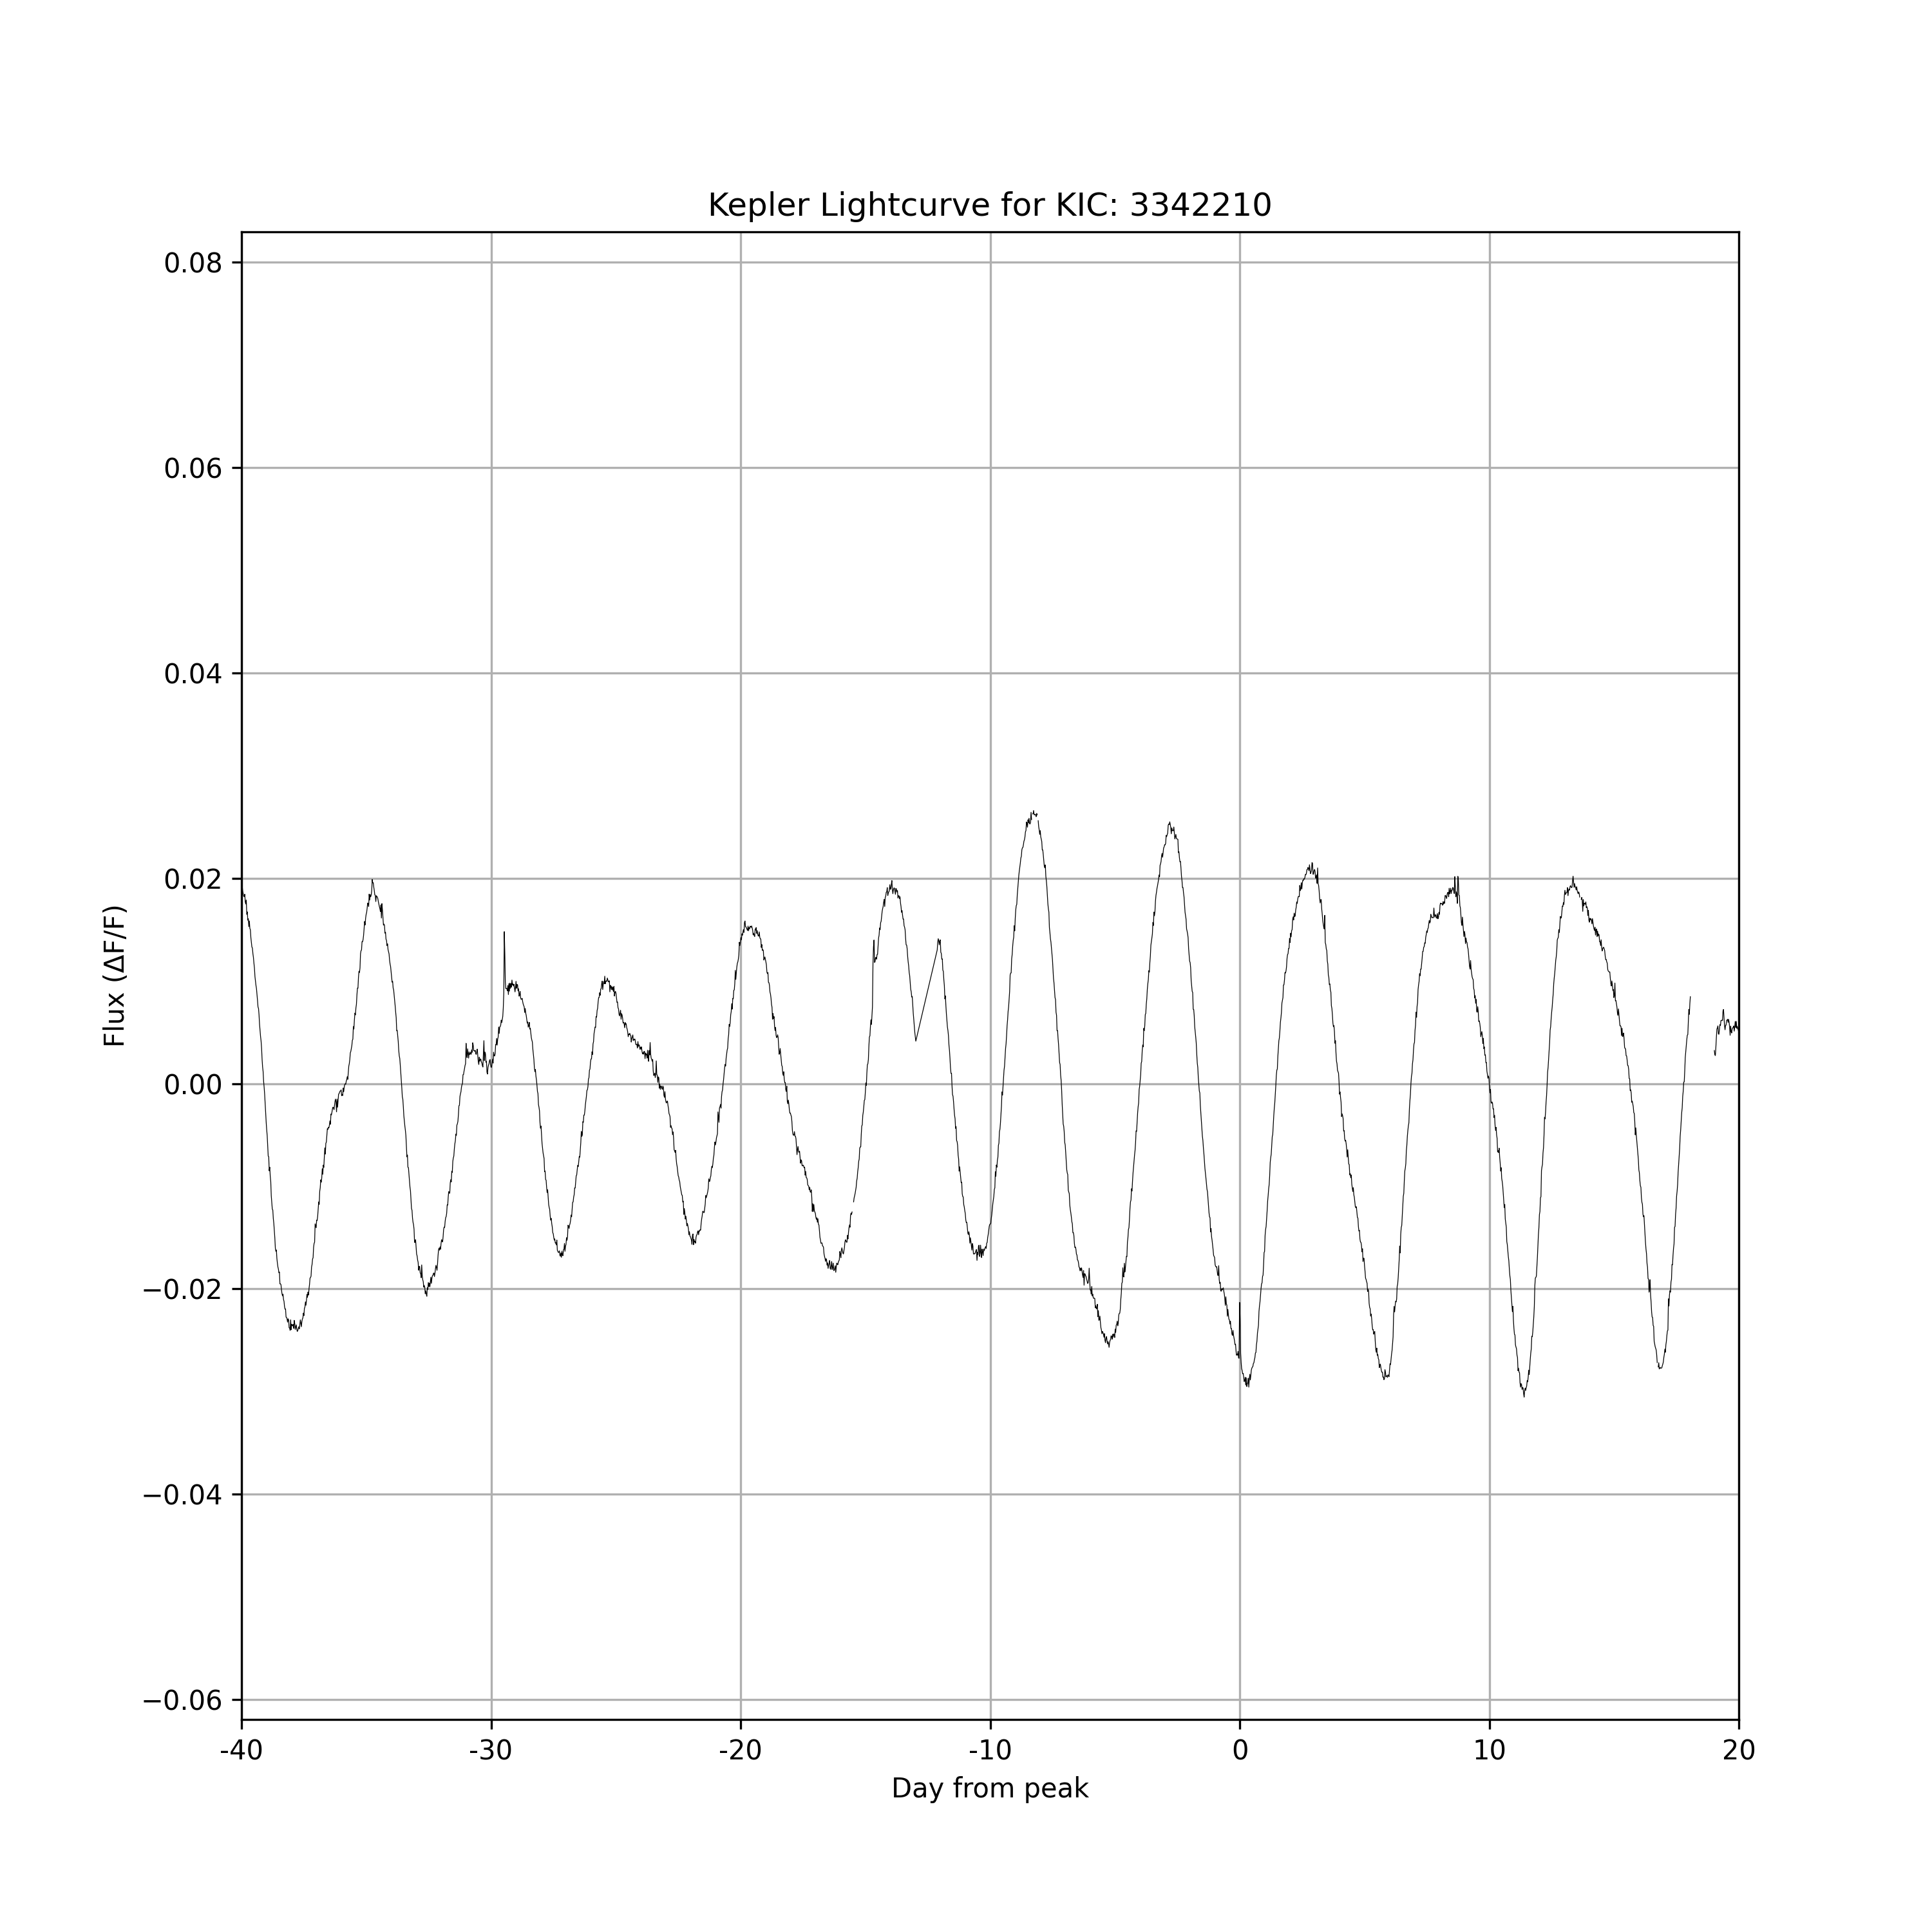 Kepler Lightcurve for KIC: 3342210
0.08
0.06
0.04
0.02
0.00
−0.02
−0.04
−0.06
Flux (ΔF/F)
-40 -30 -20 -10 0 10 20
Day from peak